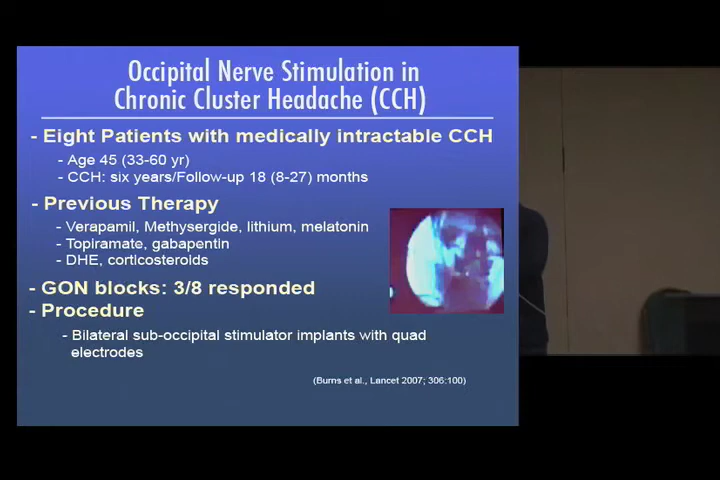 Occipital Nerve Stimulation in
Chronic Cluster Headache (CCH)
- Eight Patients with medically intractable CCH
- Age 45 (33-60 yr)
- CCH: six years/Follow-up 18 (8-27) months
- Previous Therapy
- Verapamil, Methysergide, lithium, melatonin
- Topiramate, gabapentin
- DHE, corticosteroids
- GON blocks: 3/8 responded
- Procedure
- Bilateral sub-occipital stimulator implants with quad
electrodes
(Burns et al., Lancet 2007; 306:100)